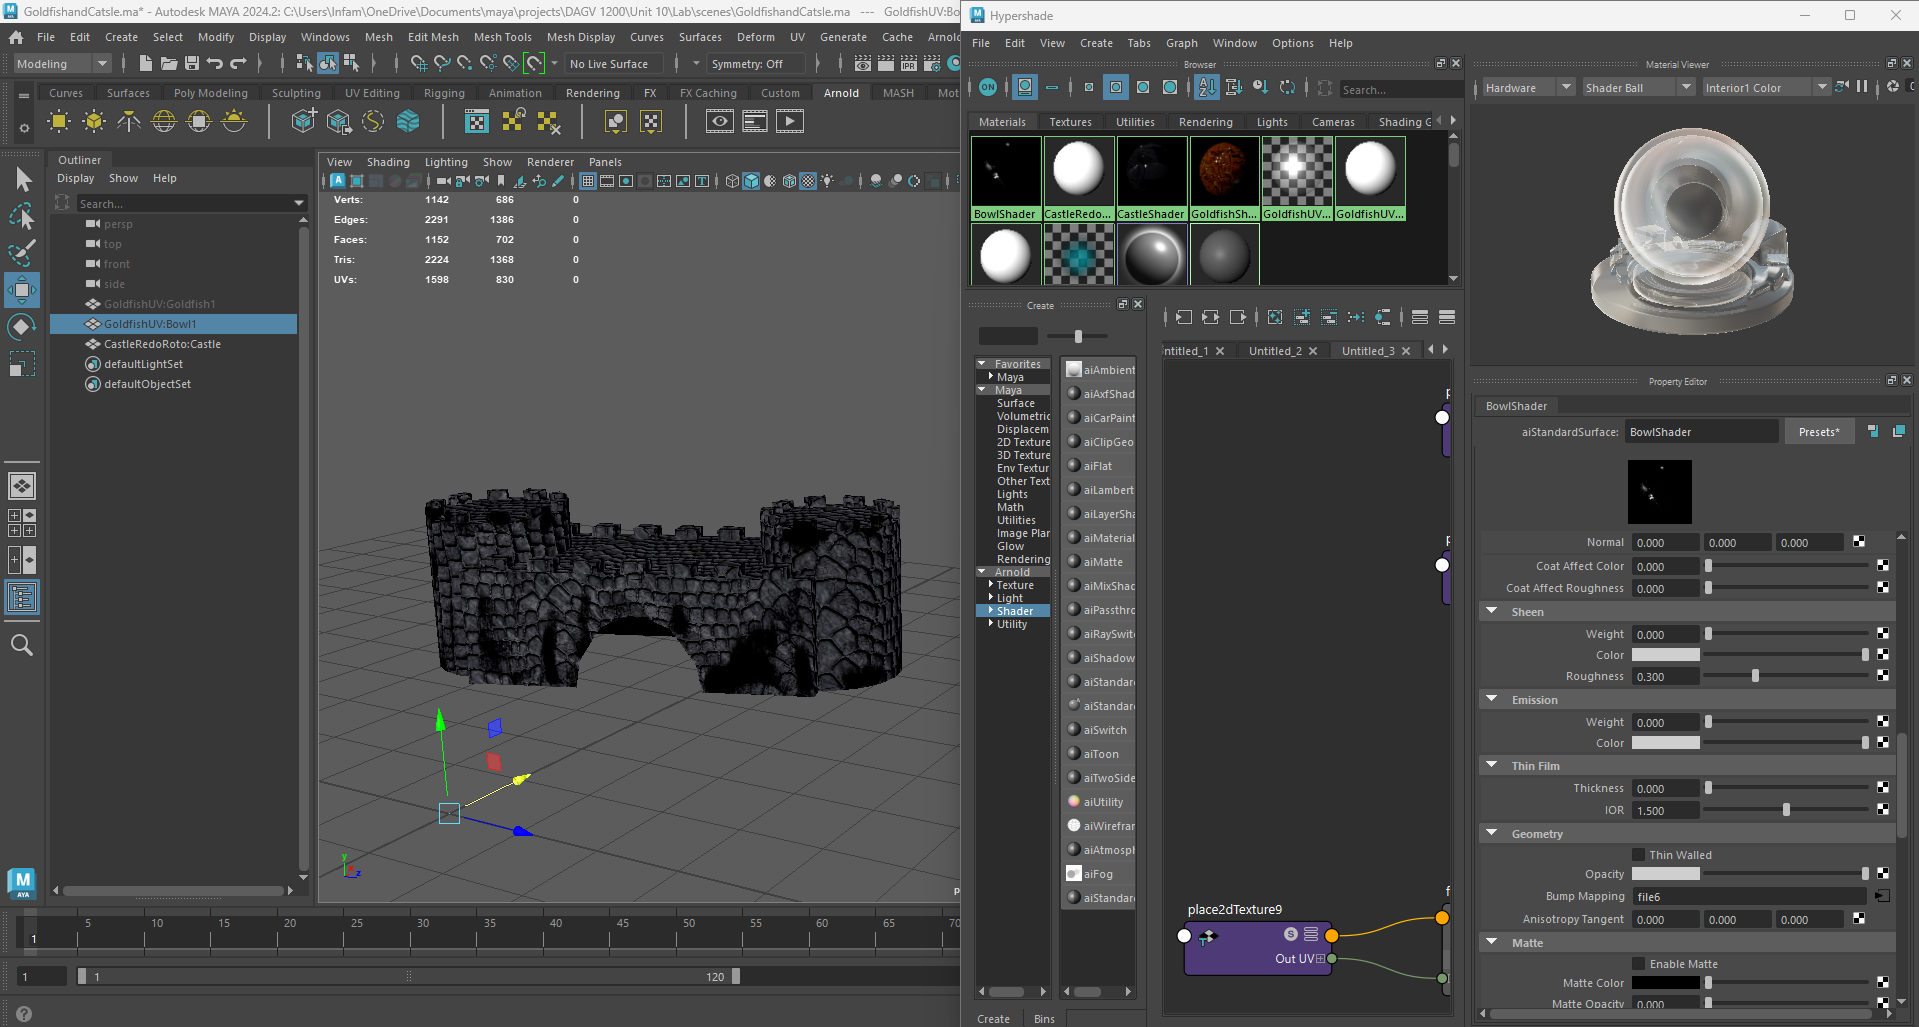 GoldfishandCatsle.ma* - Autodesk MAYA 2024.2: C:\Users\Infam\OneDrive\Documents\maya\projects\DAGV 1200\Unit 10\Lab\scenes\GoldfishandCatsle.ma --- GoldfishUV:Bo
File Edit Create Select Modify Display Windows Mesh Edit Mesh Mesh Tools Mesh Display Curves Surfaces Deform UV Generate Cache Arnol
Modeling No Live Surface Symmetry: Off
Curves Surfaces Poly Modeling Sculpting UV Editing Rigging Animation Rendering FX FX Caching Custom Arnold MASH Mot
Outliner
Display Show Help
Search...
persp
top
front
side
GoldfishUV:Goldfish1
GoldfishUV:Bowl1
CastleRedoRoto:Castle
defaultLightSet
defaultObjectSet
View Shading Lighting Show Renderer Panels
Verts: 1142 686 0
Edges: 2291 1386 0
Faces: 1152 702 0
Tris: 2224 1368 0
UVs: 1598 830 0
y
z
p
MAYA
5 10 15 20 25 30 35 40 45 50 55 60 65 70
1
1 1 120
Hypershade
File Edit View Create Tabs Graph Window Options Help
Browser
ON
Search...
Materials Textures Utilities Rendering Lights Cameras Shading G
BowlShader CastleRedo... CastleShader GoldfishSh... GoldfishUV... GoldfishUV...
Create
Favorites
Maya
Maya
Surface
Volumetric
Displacem
2D Texture
3D Texture
Env Textur
Other Text
Lights
Math
Utilities
Image Plan
Glow
Rendering
Arnold
Texture
Light
Shader
Utility
aiAmbient
aiAxfShad
aiCarPaint
aiClipGeo
aiFlat
aiLambert
aiLayerSha
aiMaterial
aiMatte
aiMixShad
aiPassthro
aiRaySwitc
aiShadow
aiStandar
aiStandar
aiSwitch
aiToon
aiTwoSide
aiUtility
aiWirefran
aiAtmosph
aiFog
aiStandar
Create Bins
ntitled_1 Untitled_2 Untitled_3
p
p
f
place2dTexture9
Out UV
Material Viewer
Hardware Shader Ball Interior1 Color
Property Editor
BowlShader
aiStandardSurface: BowlShader Presets*
Normal 0.000 0.000 0.000
Coat Affect Color 0.000
Coat Affect Roughness 0.000
Sheen
Weight 0.000
Color
Roughness 0.300
Emission
Weight 0.000
Color
Thin Film
Thickness 0.000
IOR 1.500
Geometry
Thin Walled
Opacity
Bump Mapping file6
Anisotropy Tangent 0.000 0.000 0.000
Matte
Enable Matte
Matte Color
Matte Opacity 0.000